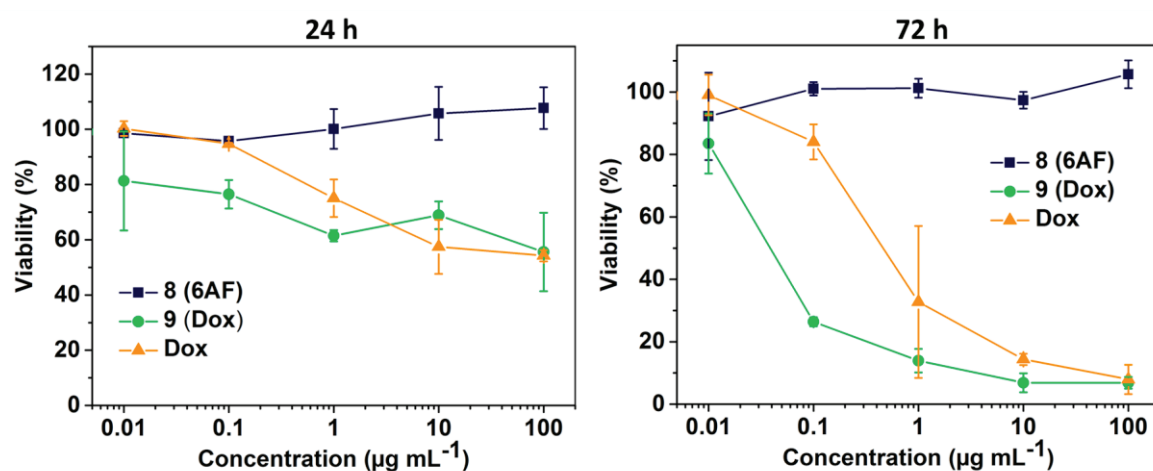 24 h
120
100
80
60
40
20
0
Viability (%)
8 (6AF)
9 (Dox)
Dox
0.01 0.1 1 10 100
Concentration (µg mL⁻¹)
72 h
100
80
60
40
20
0
Viability (%)
8 (6AF)
9 (Dox)
Dox
0.01 0.1 1 10 100
Concentration (µg mL⁻¹)